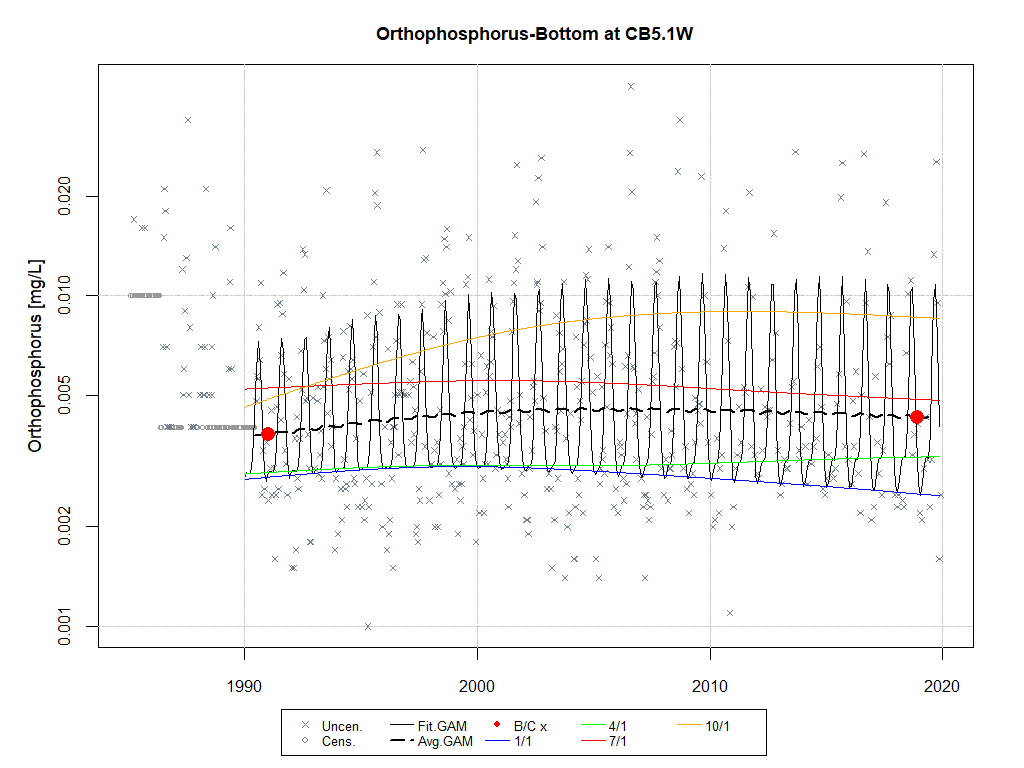 Orthophosphorus-Bottom at CB5.1W
Orthophosphorus [mg/L]
0.020
0.010
0.005
0.002
0.001
1990 2000 2010 2020
Uncen. Fit.GAM B/C x 4/1 10/1
Cens. Avg.GAM 1/1 7/1